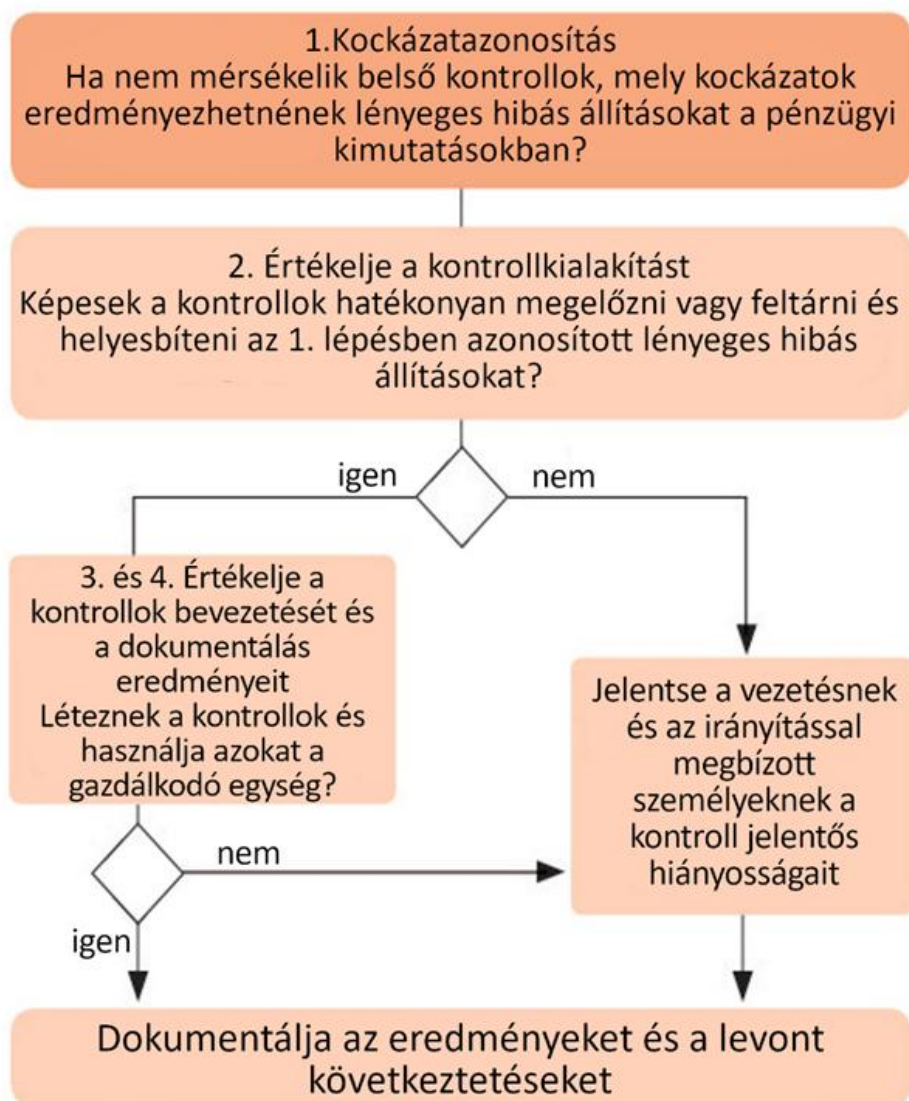 1.Kockázatazonosítás
Ha nem mérsékelik belső kontrollok, mely kockázatok
eredményezhetnének lényeges hibás állításokat a pénzügyi
kimutatásokban?
2. Értékelje a kontrollkialakítást
Képesek a kontrollok hatékonyan megelőzni vagy feltárni és
helyesbíteni az 1. lépésben azonosított lényeges hibás
állításokat?
igen
nem
3. és 4. Értékelje a
kontrollok bevezetését és
a dokumentálás
eredményeit
Léteznek a kontrollok és
használja azokat a
gazdálkodó egység?
Jelentse a vezetésnek
és az irányítással
megbízott
személyeknek a
kontroll jelentős
hiányosságait
nem
igen
Dokumentálja az eredményeket és a levont
következtetéseket